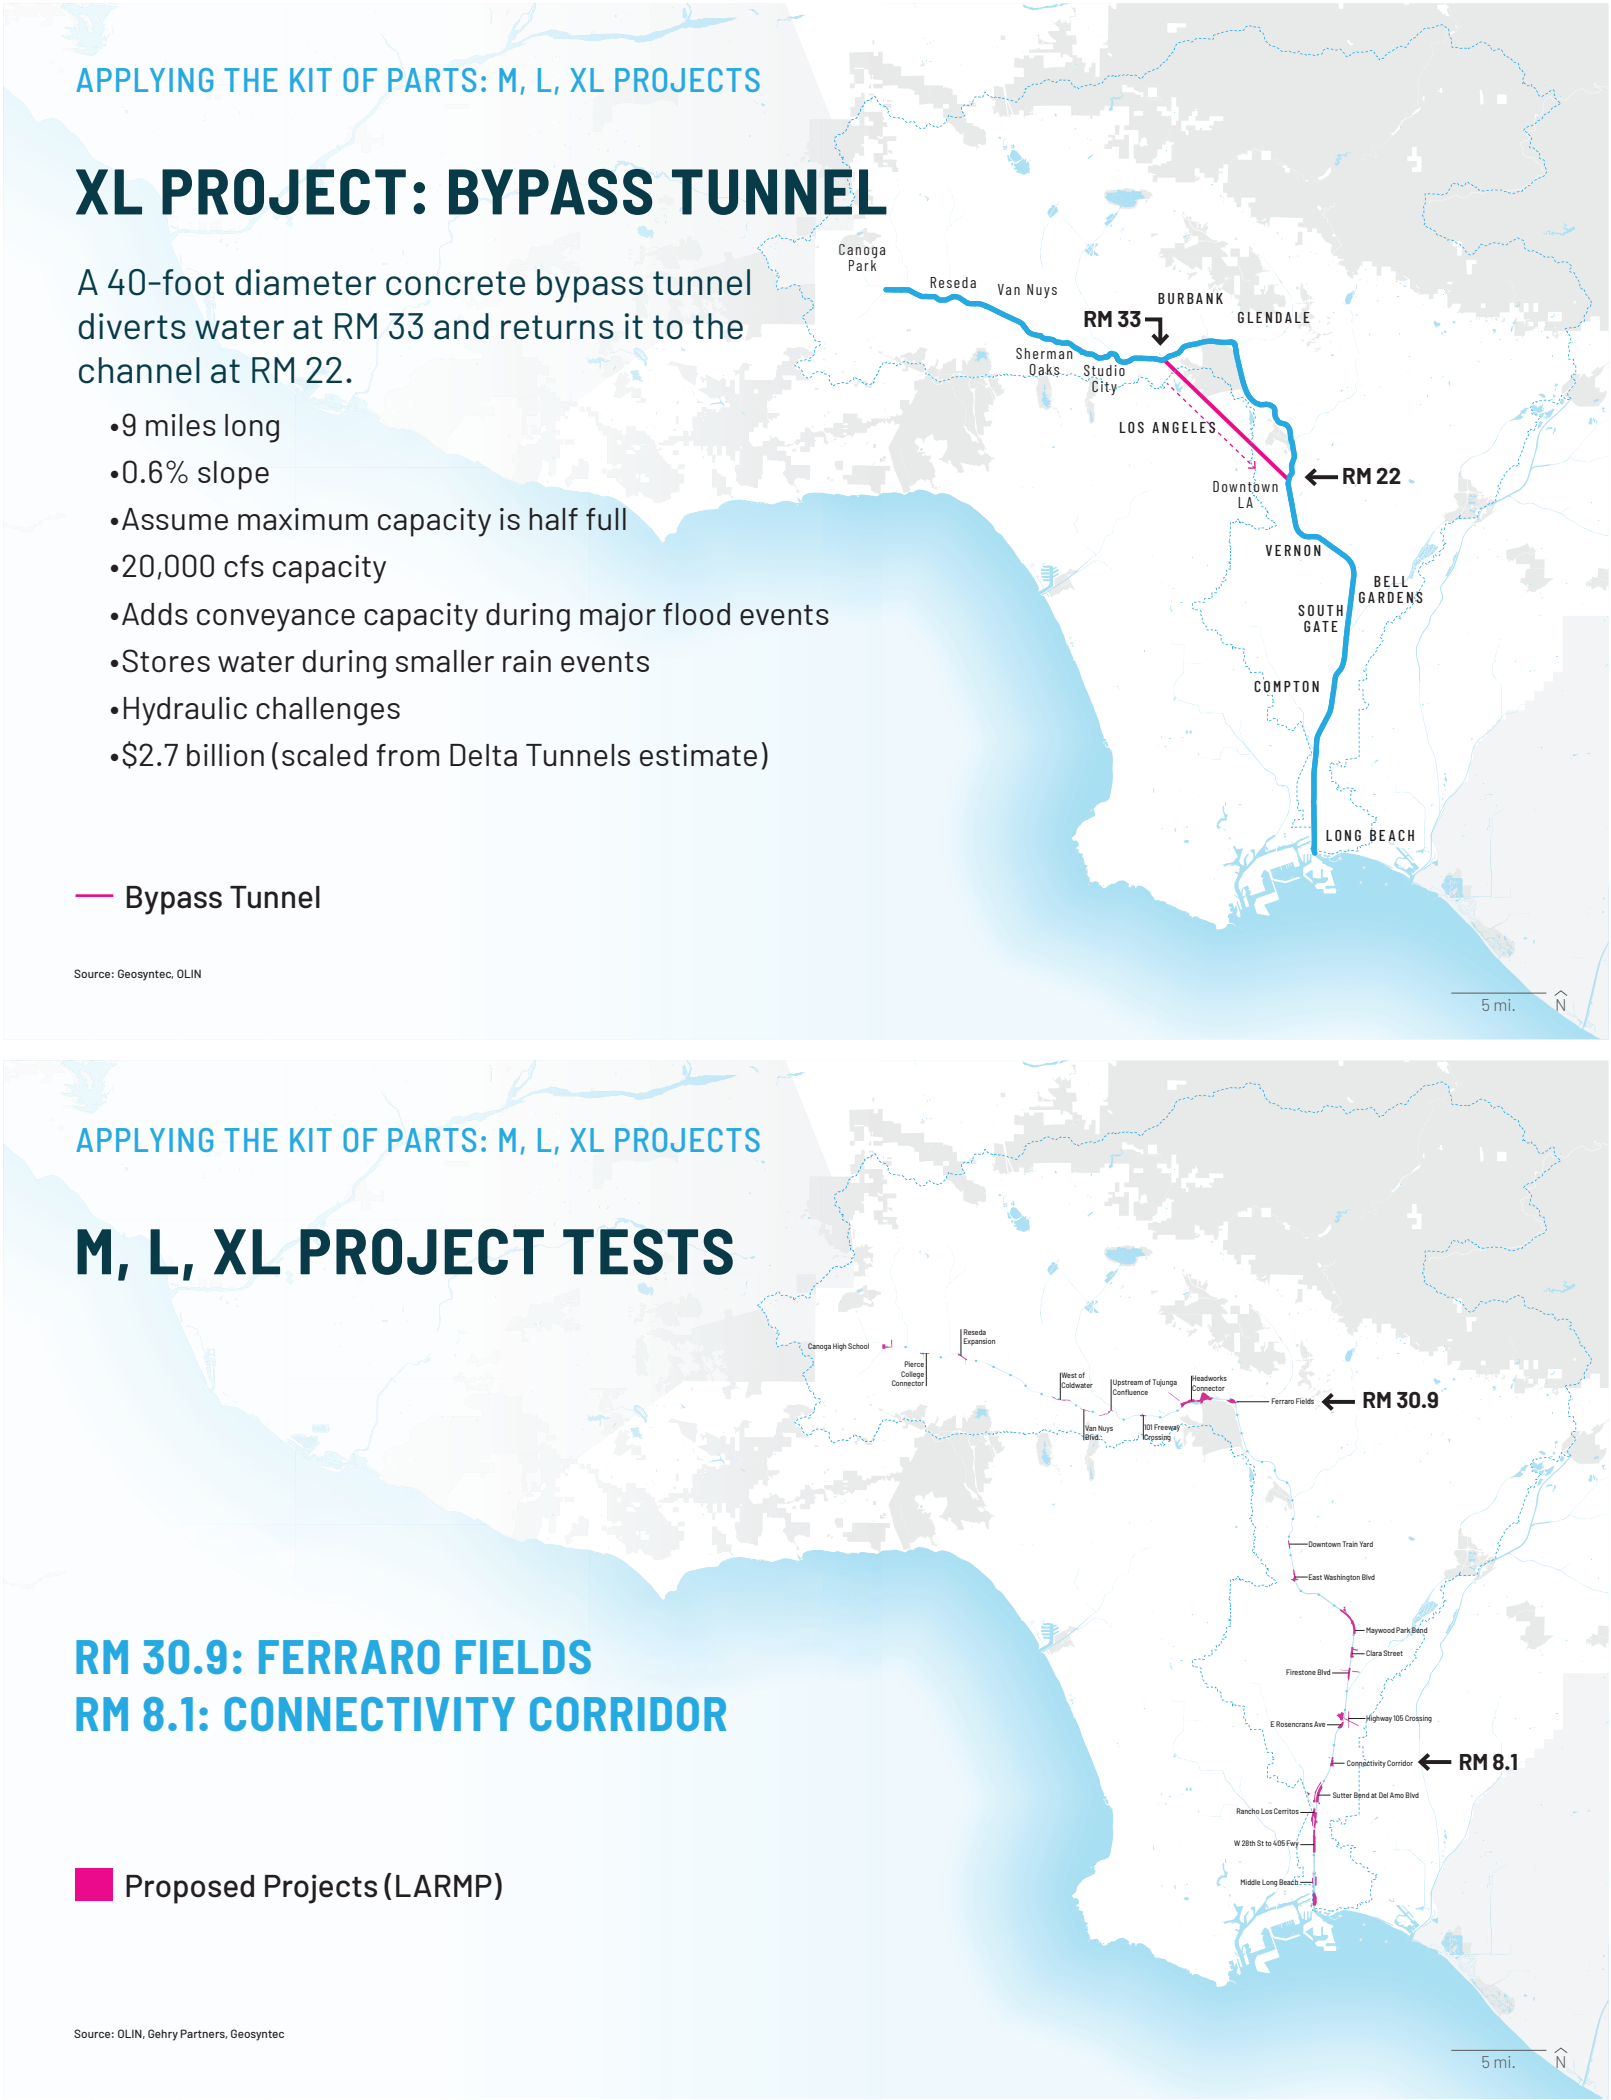 APPLYING THE KIT OF PARTS: M, L, XL PROJECTS
XL PROJECT: BYPASS TUNNEL
A 40-foot diameter concrete bypass tunnel
diverts water at RM 33 and returns it to the
channel at RM 22.
•9 miles long
•0.6% slope
•Assume maximum capacity is half full
•20,000 cfs capacity
•Adds conveyance capacity during major flood events
•Stores water during smaller rain events
•Hydraulic challenges
•$2.7 billion (scaled from Delta Tunnels estimate)
Bypass Tunnel
Source: Geosyntec, OLIN
Canoga
Park
Reseda
Van Nuys
BURBANK
GLENDALE
RM 33
Sherman
Oaks
Studio
City
LOS ANGELES
RM 22
Downtown
LA
VERNON
BELL
GARDENS
SOUTH
GATE
COMPTON
LONG BEACH
5 mi.
N
APPLYING THE KIT OF PARTS: M, L, XL PROJECTS
M, L, XL PROJECT TESTS
RM 30.9: FERRARO FIELDS
RM 8.1: CONNECTIVITY CORRIDOR
Proposed Projects (LARMP)
Source: OLIN, Gehry Partners, Geosyntec
Canoga High School
Pierce
College
Connector
Reseda
Expansion
West of
Coldwater
Van Nuys
Blvd.
Upstream of Tujunga
Confluence
101 Freeway
Crossing
Headworks
Connector
Ferraro Fields
RM 30.9
Downtown Train Yard
East Washington Blvd
Maywood Park Bend
Clara Street
Firestone Blvd
Highway 105 Crossing
E Rosencrans Ave
Connectivity Corridor
RM 8.1
Sutter Bend at Del Amo Blvd
Rancho Los Cerritos
W 28th St to 405 Fwy
Middle Long Beach
5 mi.
N